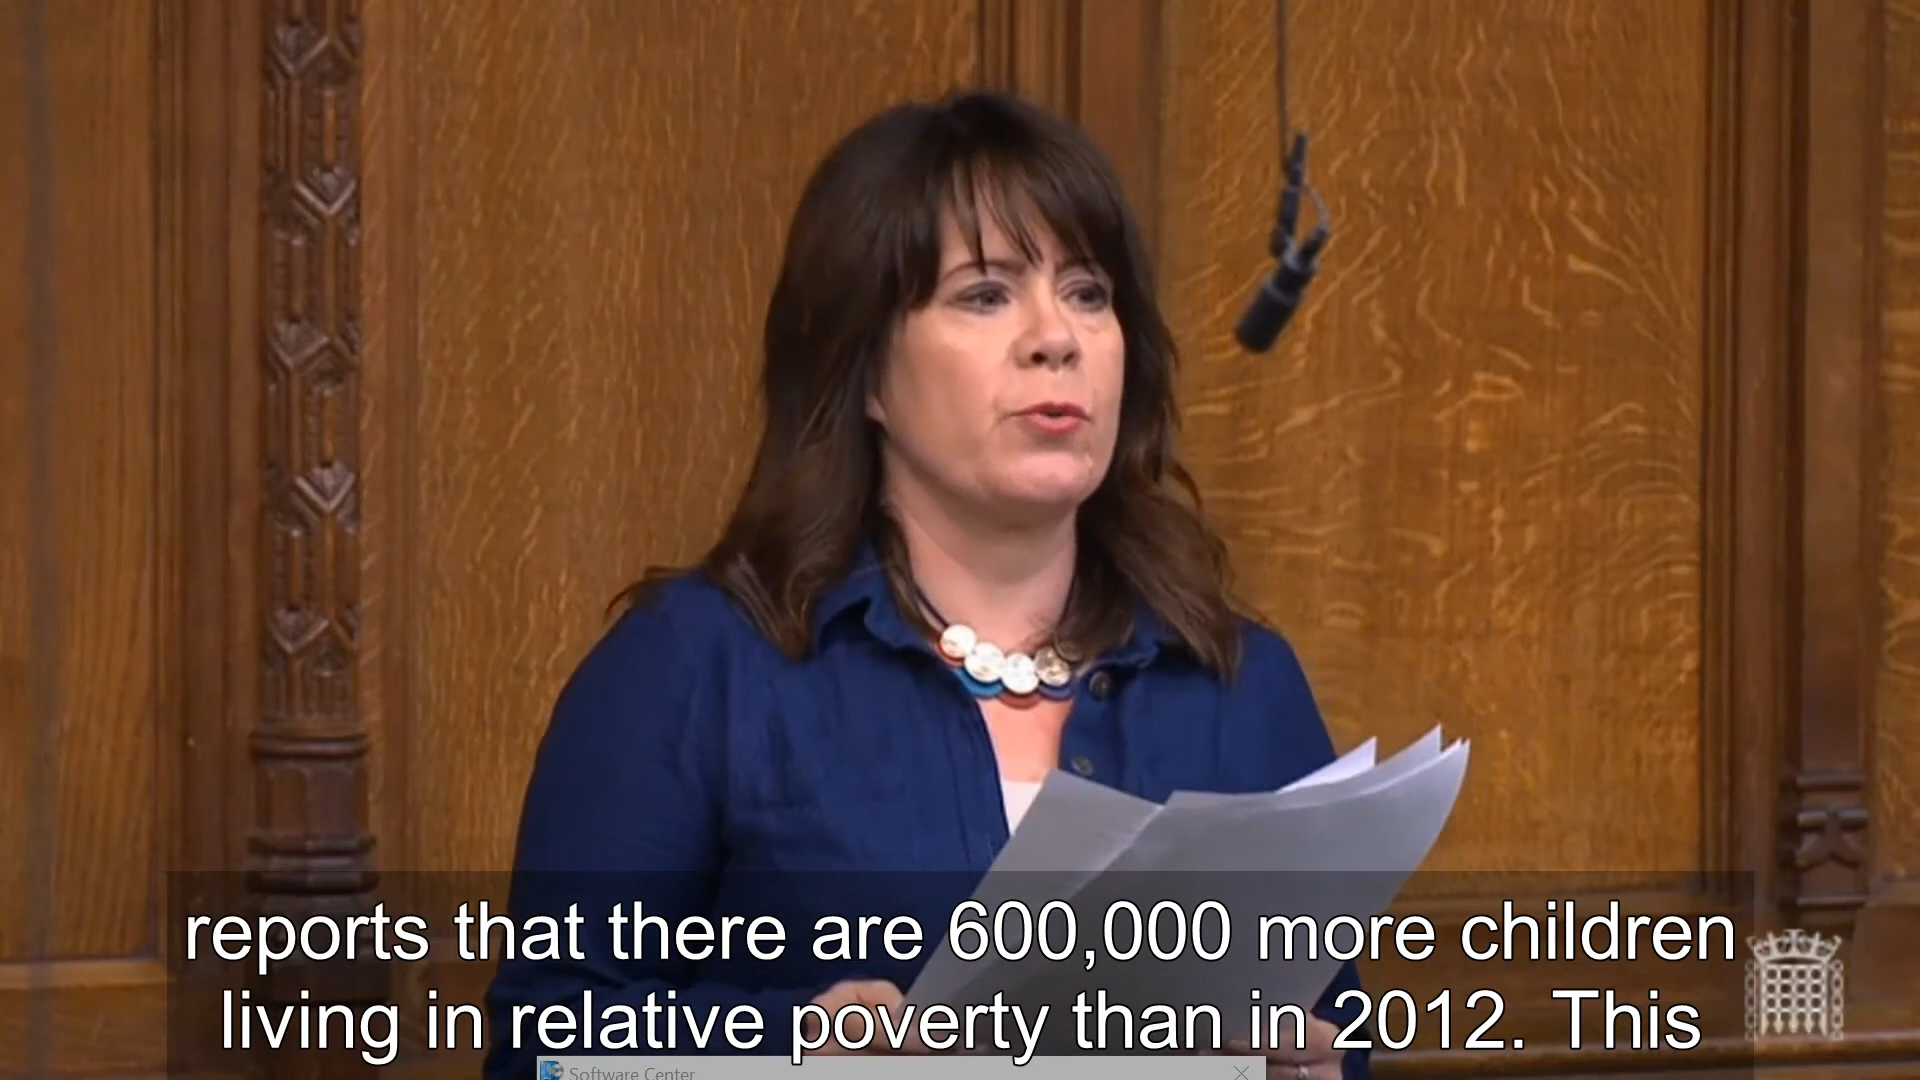 reports that there are 600,000 more children
living in relative poverty than in 2012. This
Software Center